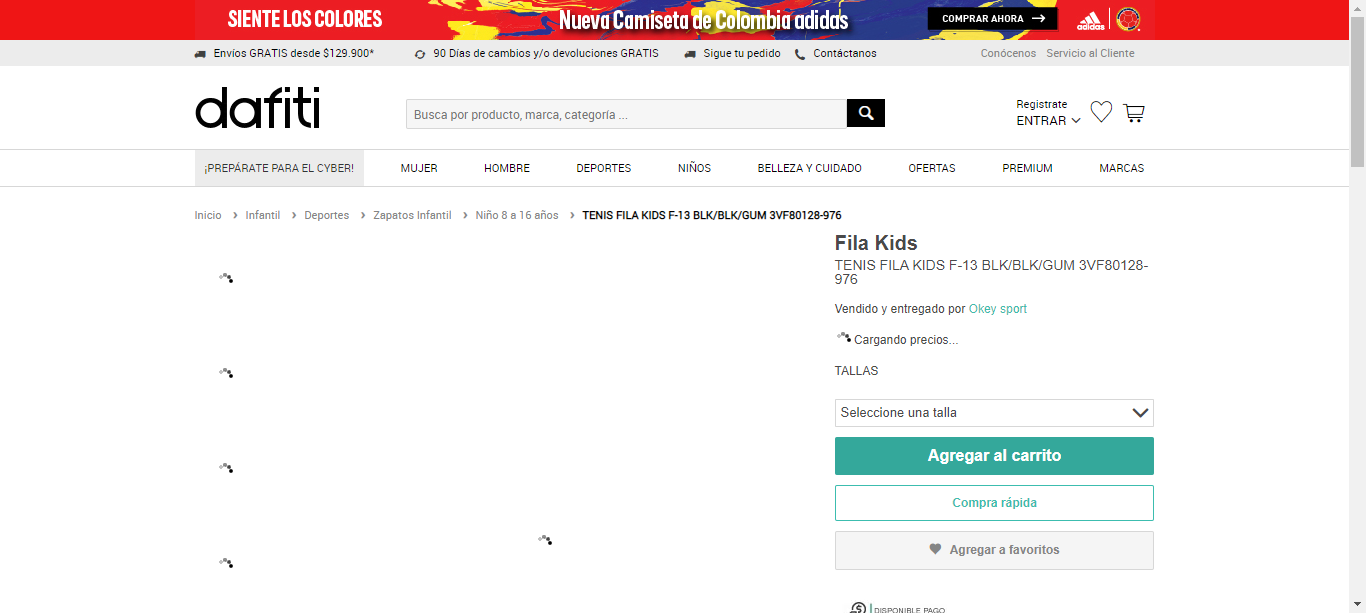 SIENTE LOS COLORES
Nueva Camiseta de Colombia adidas
COMPRAR AHORA
adidas
Envíos GRATIS desde $129.900*
90 Días de cambios y/o devoluciones GRATIS
Sigue tu pedido
Contáctanos
Conócenos
Servicio al Cliente
dafiti
Busca por producto, marca, categoría ...
Registrate
ENTRAR
¡PREPÁRATE PARA EL CYBER!
MUJER
HOMBRE
DEPORTES
NIÑOS
BELLEZA Y CUIDADO
OFERTAS
PREMIUM
MARCAS
Inicio > Infantil > Deportes > Zapatos Infantil > Niño 8 a 16 años > TENIS FILA KIDS F-13 BLK/BLK/GUM 3VF80128-976
Fila Kids
TENIS FILA KIDS F-13 BLK/BLK/GUM 3VF80128-
976
Vendido y entregado por Okey sport
Cargando precios...
TALLAS
Seleccione una talla
Agregar al carrito
Compra rápida
Agregar a favoritos
DISPONIBLE PAGO